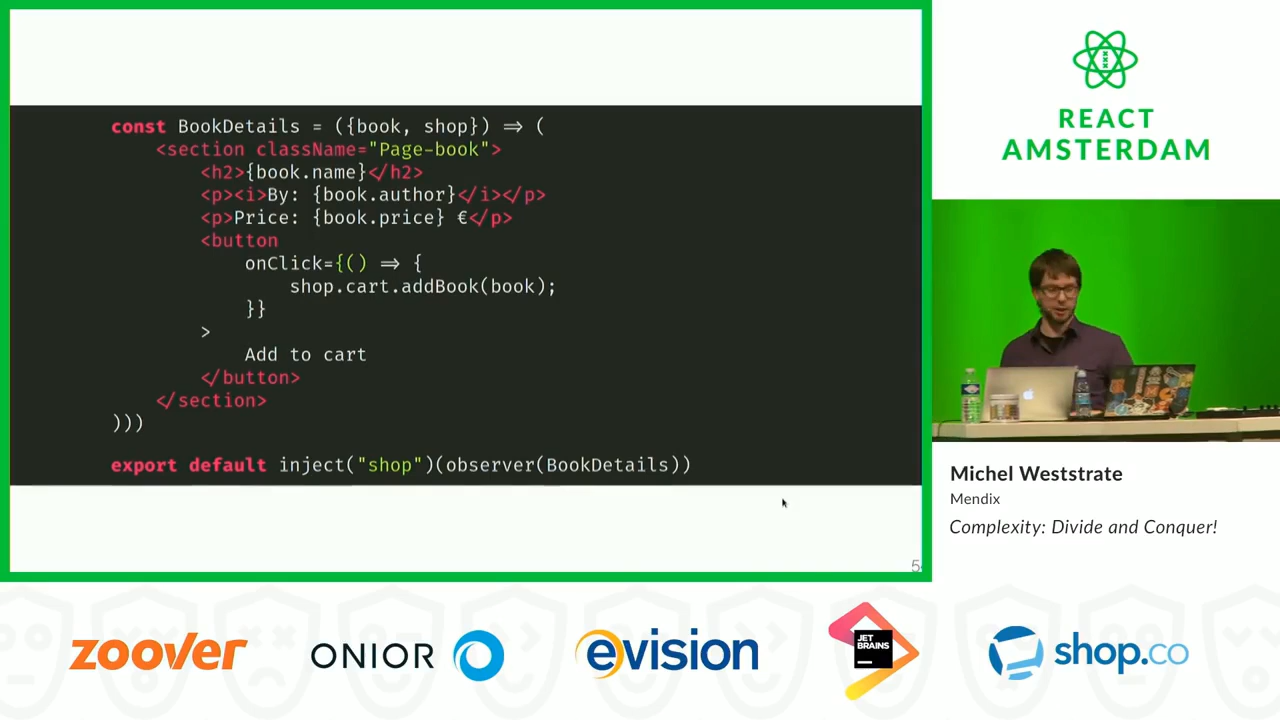 const BookDetails = ({book, shop}) => (
<section className="Page-book">
<h2>{book.name}</h2>
<p><i>By: {book.author}</i></p>
<p>Price: {book.price} €</p>
<button
onClick={() => {
shop.cart.addBook(book);
}}
>
Add to cart
</button>
</section>
)))
export default inject("shop")(observer(BookDetails))
REACT
AMSTERDAM
Michel Weststrate
Mendix
Complexity: Divide and Conquer!
zoover
ONIOR
evision
JET
BRAINS
shop.co